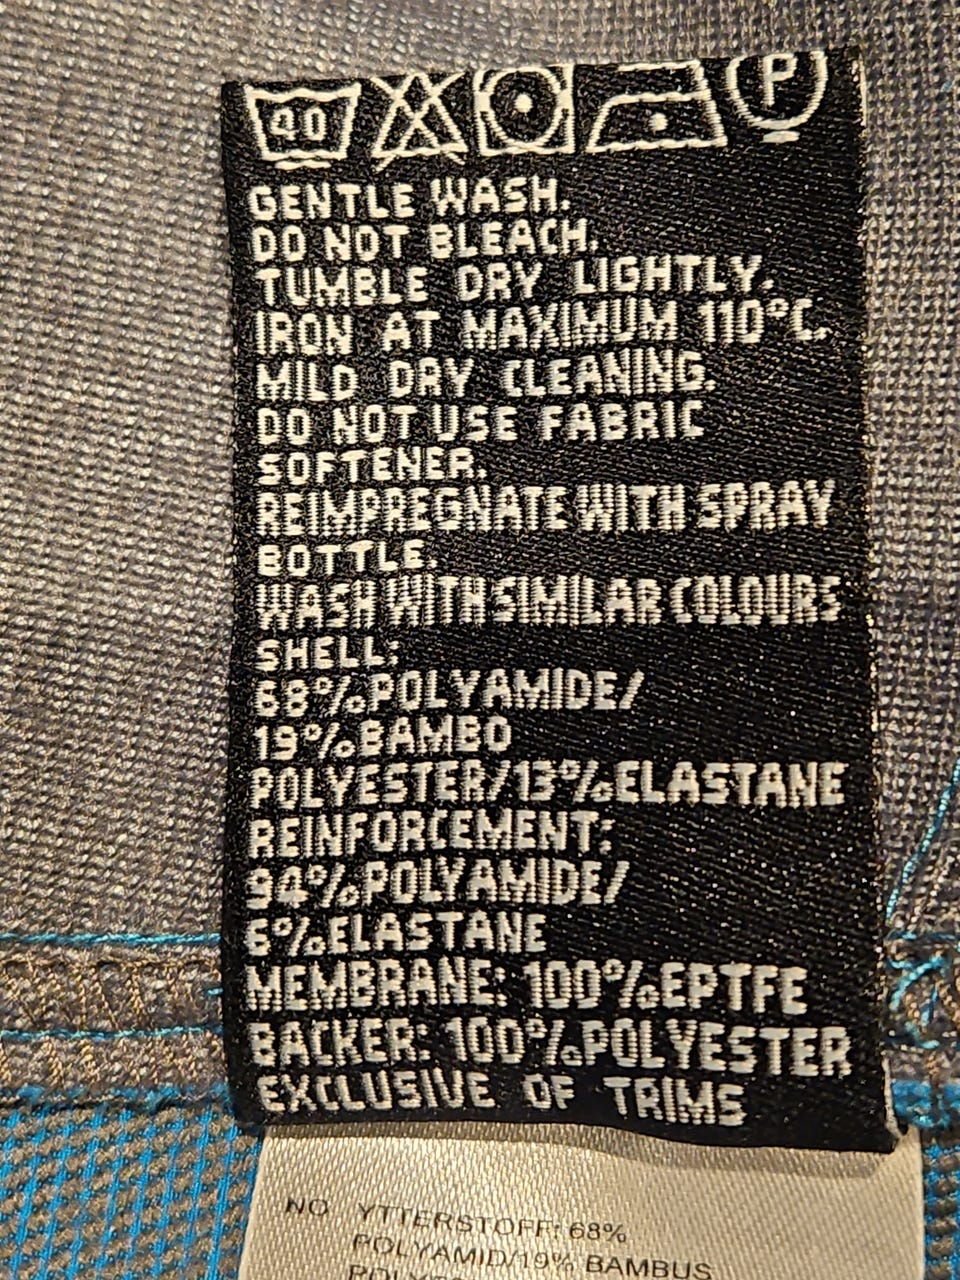 40 P
GENTLE WASH.
DO NOT BLEACH.
TUMBLE DRY LIGHTLY.
IRON AT MAXIMUM 110°C.
MILD DRY CLEANING.
DO NOT USE FABRIC
SOFTENER.
REIMPREGNATE WITH SPRAY
BOTTLE.
WASH WITH SIMILAR COLOURS
SHELL:
68%POLYAMIDE/
19%BAMBO
POLYESTER/13%ELASTANE
REINFORCEMENT:
94%POLYAMIDE/
6%ELASTANE
MEMBRANE: 100%EPTFE
BACKER: 100%POLYESTER
EXCLUSIVE OF TRIMS
NO YTTERSTOFF: 68%
POLYAMID/19% BAMBUS